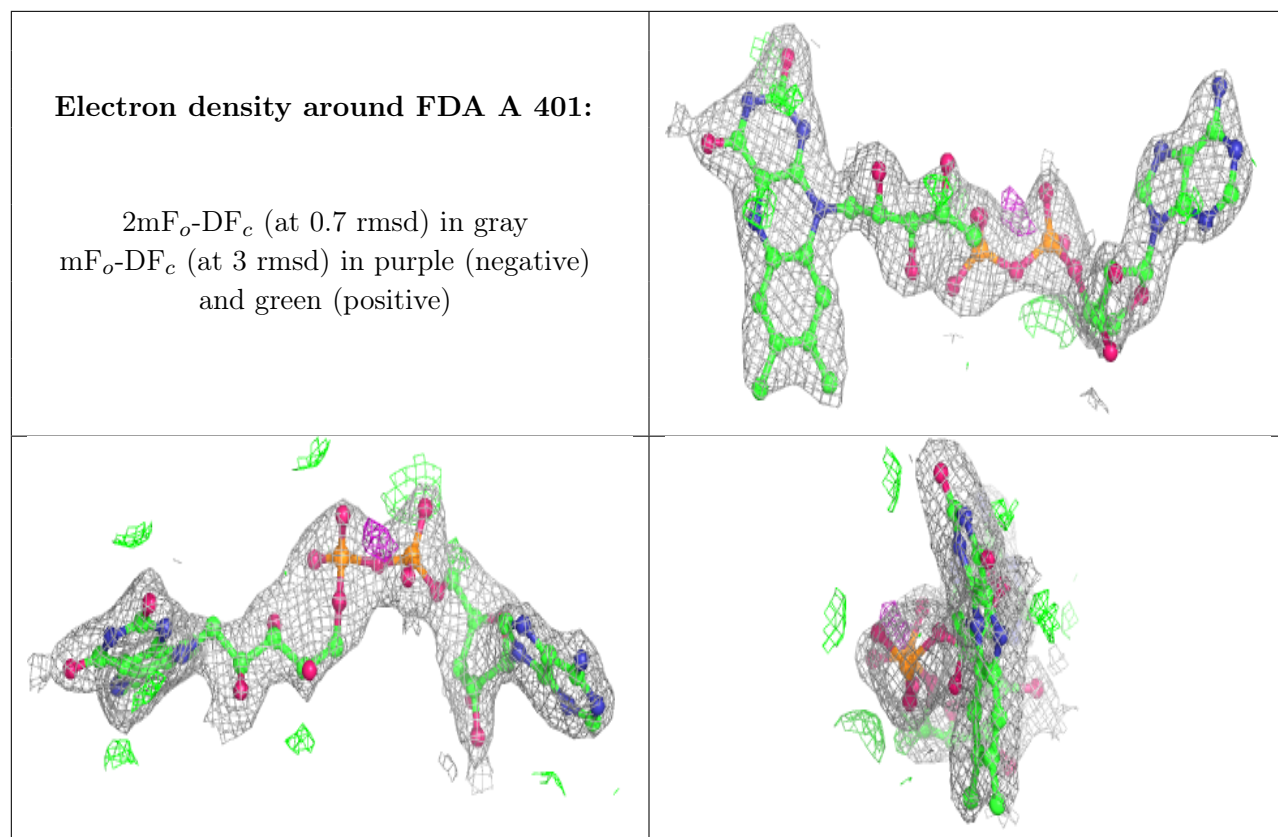 Electron density around FDA A 401:
2mFₒ-DF𝒸 (at 0.7 rmsd) in gray
mFₒ-DF𝒸 (at 3 rmsd) in purple (negative)
and green (positive)